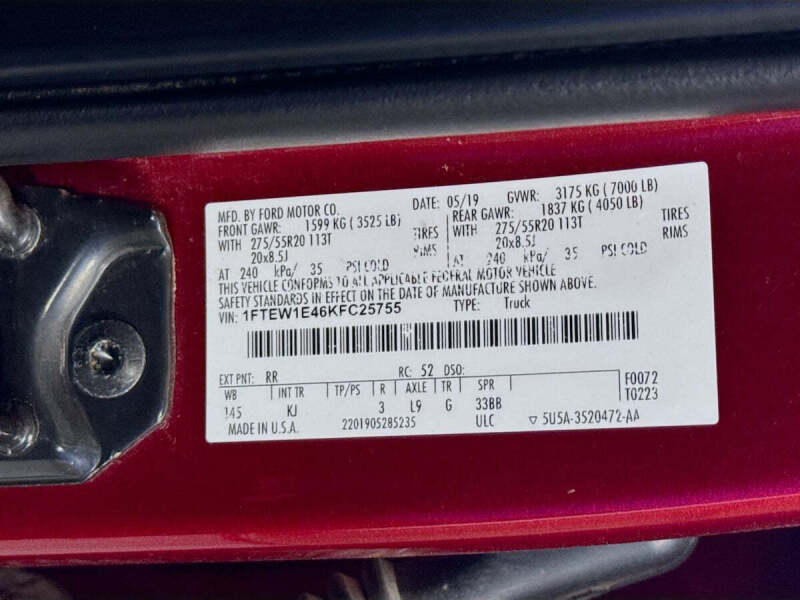 MFD. BY FORD MOTOR CO. DATE: 05/19 GVWR: 3175 KG ( 7000 LB)
FRONT GAWR: 1599 KG ( 3525 LB) REAR GAWR: 1837 KG ( 4050 LB)
WITH 275/55R20 113T TIRES WITH 275/55R20 113T TIRES
20x8.5J RIMS 20x8.5J RIMS
AT 240 kPa/ 35 PSI COLD AT 240 kPa/ 35 PSI COLD
THIS VEHICLE CONFORMS TO ALL APPLICABLE FEDERAL MOTOR VEHICLE
SAFETY STANDARDS IN EFFECT ON THE DATE OF MANUFACTURE SHOWN ABOVE.
VIN: 1FTEW1E46KFC25755 TYPE: Truck
EXT PNT: RR RC: 52 DSO: F0072
WB INT TR TP/PS R AXLE TR SPR T0223
145 KJ 3 L9 G 33BB
MADE IN U.S.A. 2201905285235 ULC ▽ 5U5A-3520472-AA